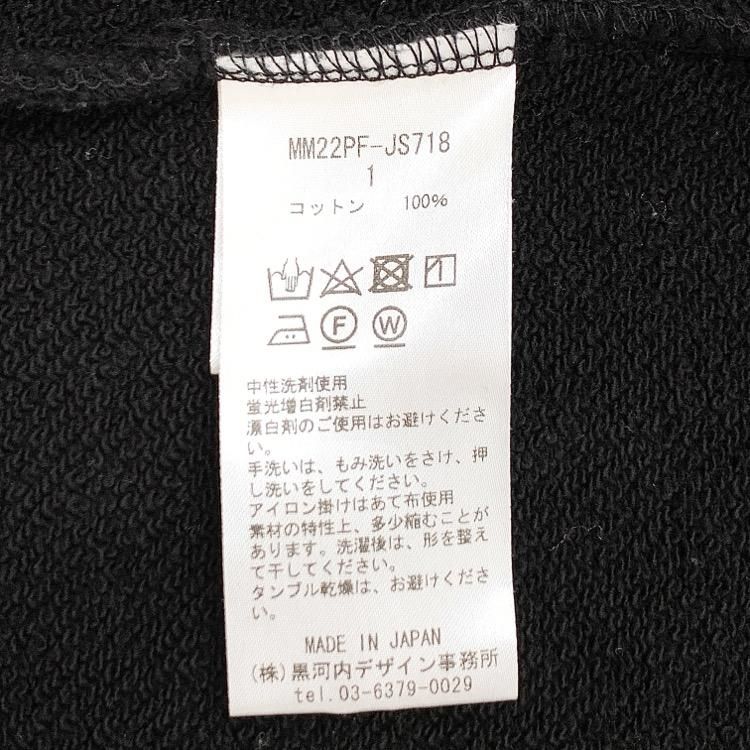 MM22PF-JS718
1
コットン 100%
F W
中性洗剤使用
蛍光増白剤禁止
漂白剤のご使用はお避けくださ
い。
手洗いは、もみ洗いをさけ、押
し洗いをしてください。
アイロン掛けはあて布使用
素材の特性上、多少縮むことが
あります。洗濯後は、形を整え
て干してください。
タンブル乾燥は、お避けくださ
い。
MADE IN JAPAN
(株)黒河内デザイン事務所
tel.03-6379-0029